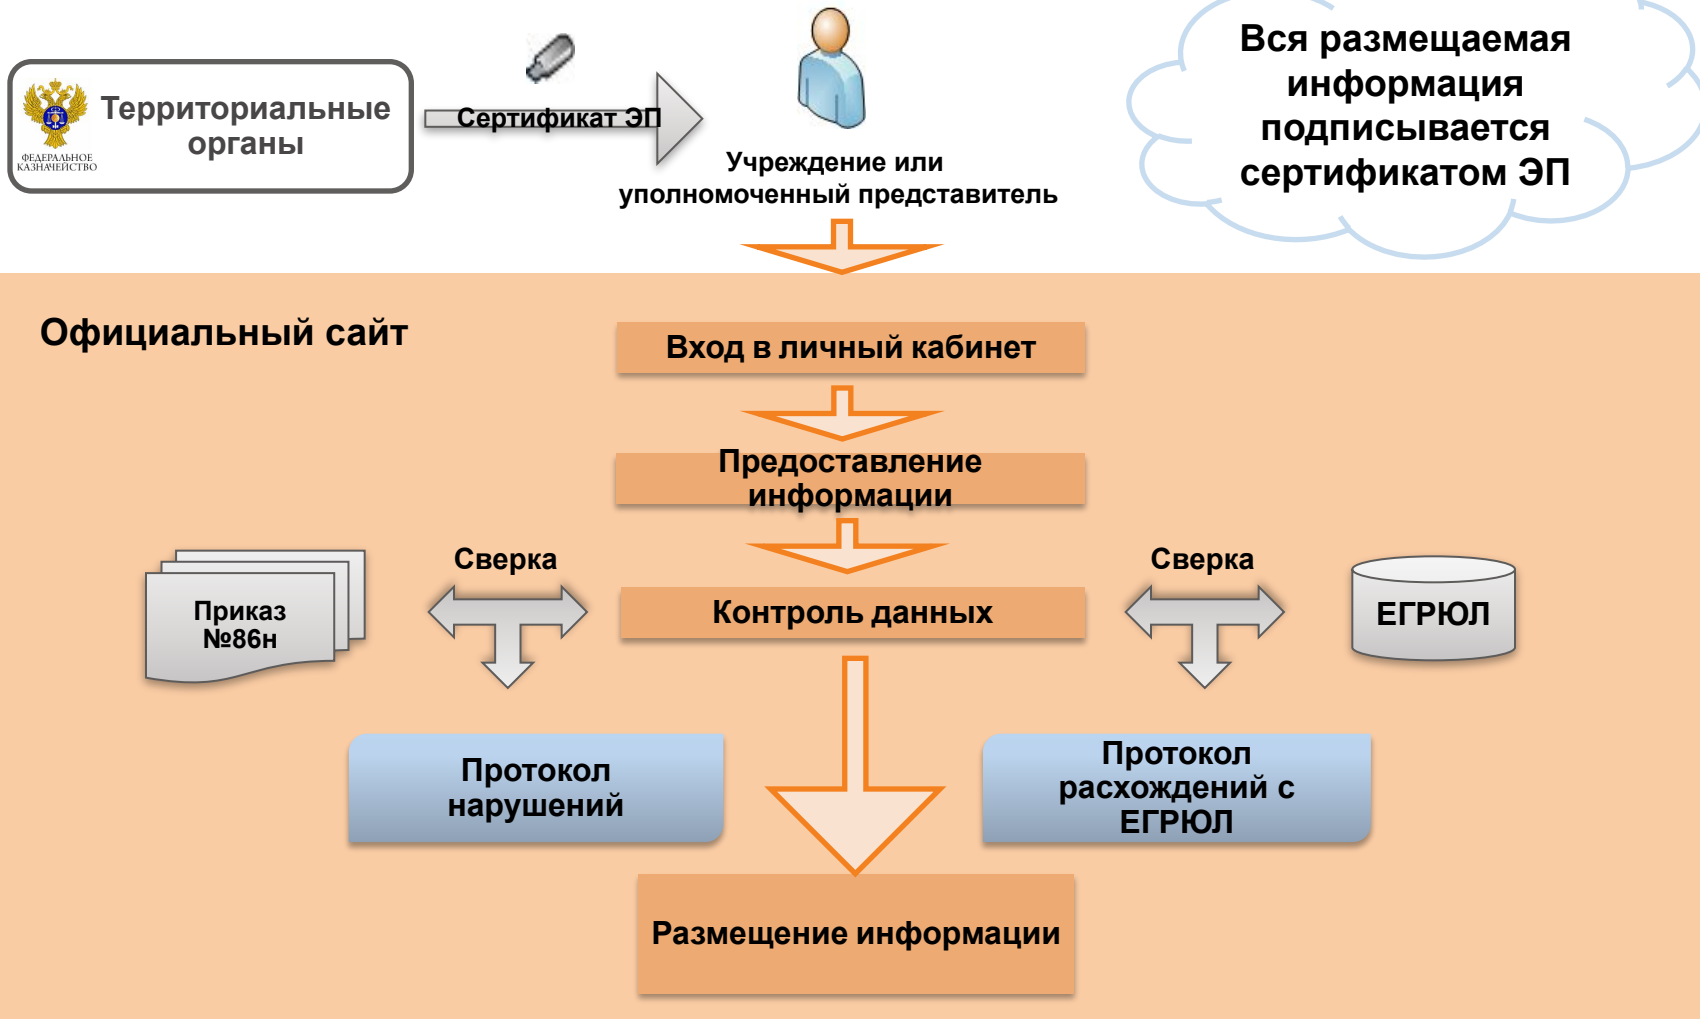 Территориальные
органы
ФЕДЕРАЛЬНОЕ
КАЗНАЧЕЙСТВО
Сертификат ЭП
Учреждение или
уполномоченный представитель
Вся размещаемая
информация
подписывается
сертификатом ЭП
Официальный сайт
Вход в личный кабинет
Предоставление
информации
Сверка
Сверка
Приказ
№86н
Контроль данных
ЕГРЮЛ
Протокол
нарушений
Протокол
расхождений с
ЕГРЮЛ
Размещение информации